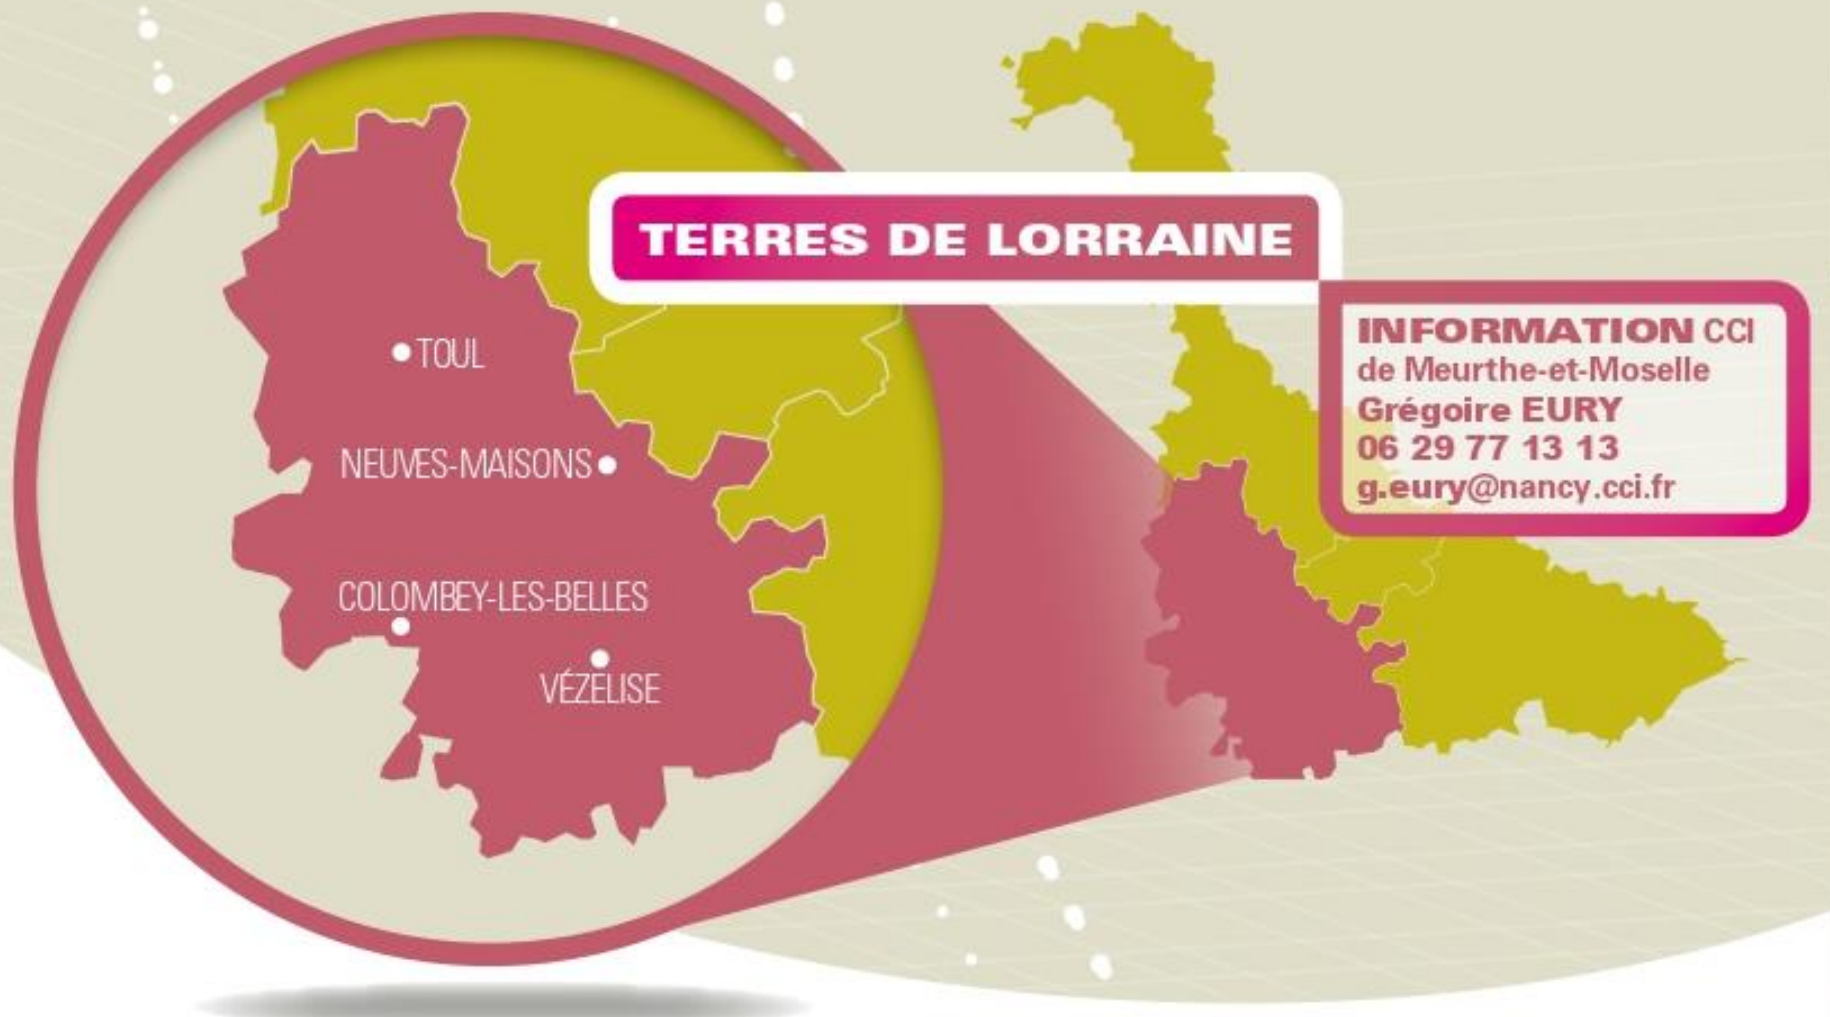 TERRES DE LORRAINE
INFORMATION CCI
de Meurthe-et-Moselle
Grégoire EURY
06 29 77 13 13
g.eury@nancy.cci.fr
TOUL
NEUVES-MAISONS
COLOMBEY-LES-BELLES
VÉZELISE